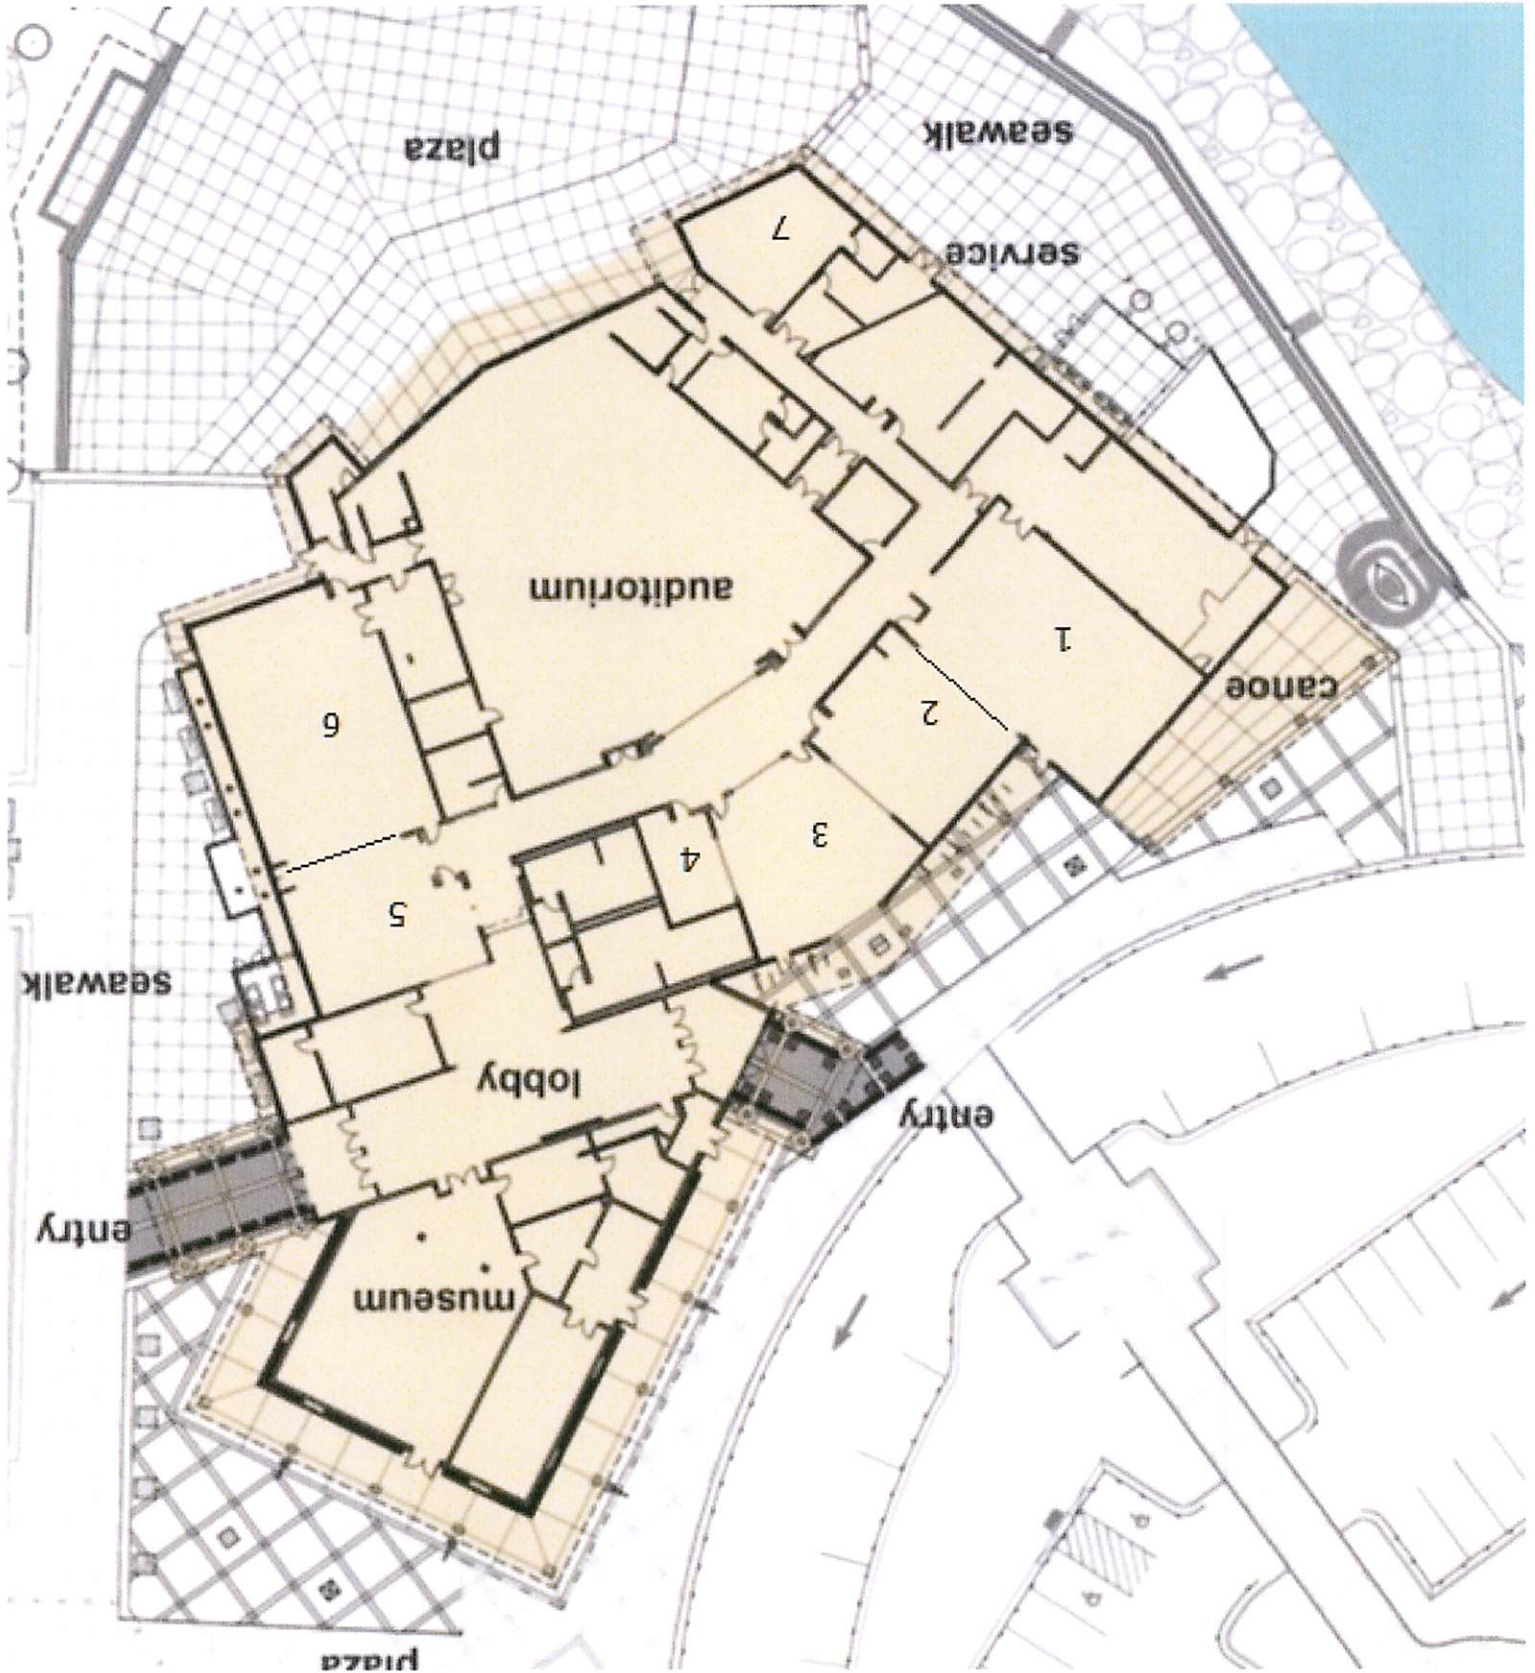 plaza
museum
entry
entry
lobby
seawalk
5
4
3
6
2
canoe
1
auditorium
service
7
plaza
seawalk